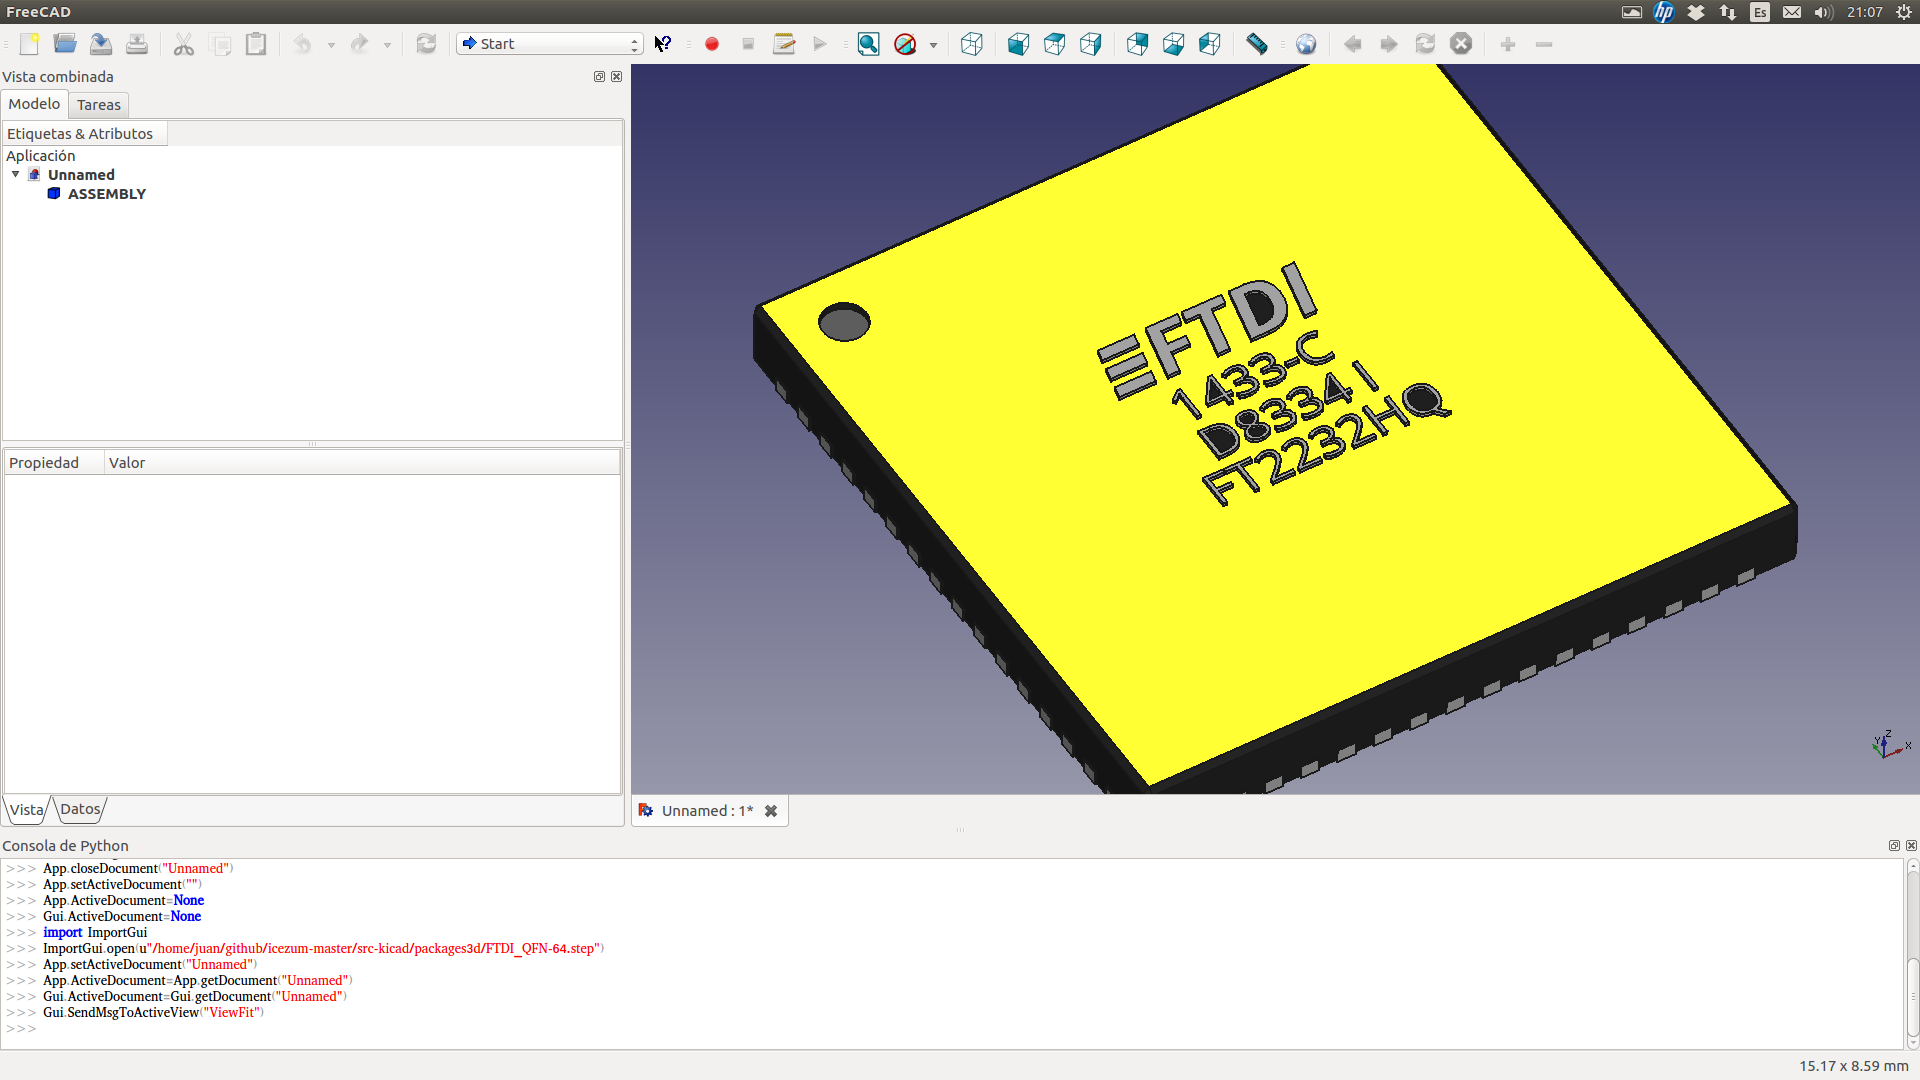 FreeCAD
Es
21:07
Start
Vista combinada
Modelo
Tareas
Etiquetas & Atributos
Aplicación
Unnamed
ASSEMBLY
Propiedad
Valor
Vista
Datos
FTDI
1433-C
D8334 I
FT2232HQ
Z
Y
X
Unnamed : 1*
Consola de Python
>>> App.closeDocument("Unnamed")
>>> App.setActiveDocument("")
>>> App.ActiveDocument=None
>>> Gui.ActiveDocument=None
>>> import ImportGui
>>> ImportGui.open(u"/home/juan/github/icezum-master/src-kicad/packages3d/FTDI_QFN-64.step")
>>> App.setActiveDocument("Unnamed")
>>> App.ActiveDocument=App.getDocument("Unnamed")
>>> Gui.ActiveDocument=Gui.getDocument("Unnamed")
>>> Gui.SendMsgToActiveView("ViewFit")
>>>
15.17 x 8.59 mm